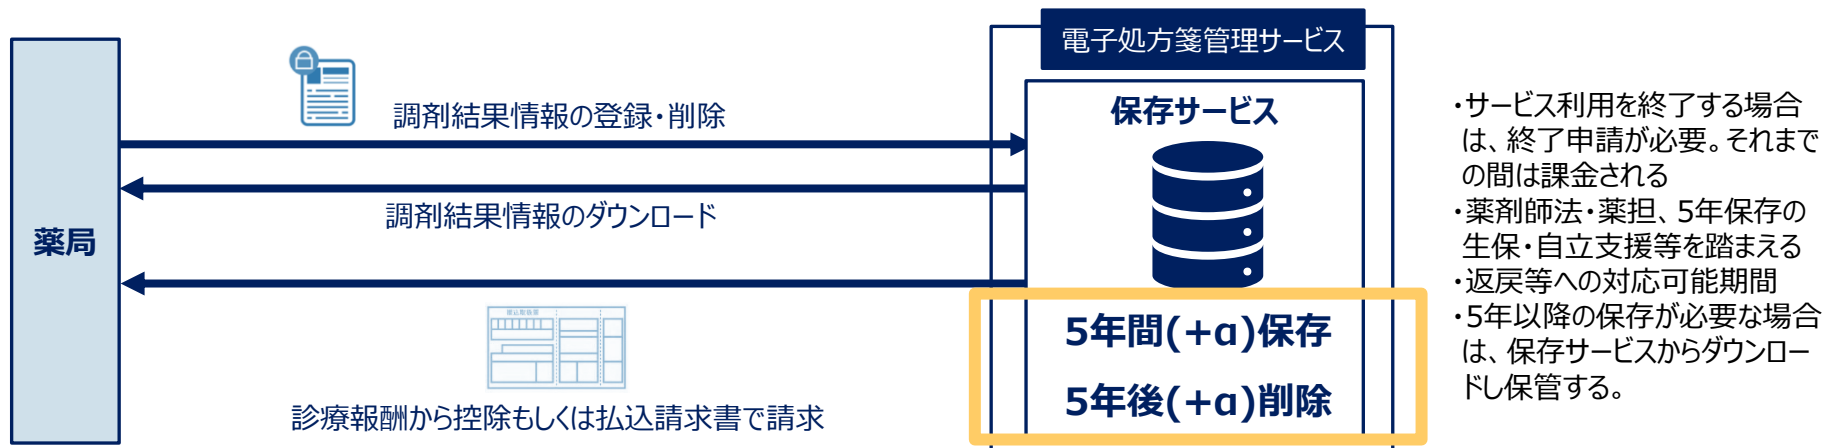 電子処方箋管理サービス
保存サービス
調剤結果情報の登録・削除
調剤結果情報のダウンロード
薬局
診療報酬から控除もしくは払込請求書で請求
5年間(+α)保存
5年後(+α)削除
・サービス利用を終了する場合
は、終了申請が必要。それまで
の間は課金される
・薬剤師法・薬担、5年保存の
生保・自立支援等を踏まえる
・返戻等への対応可能期間
・5年以降の保存が必要な場合
は、保存サービスからダウンロー
ドし保管する。